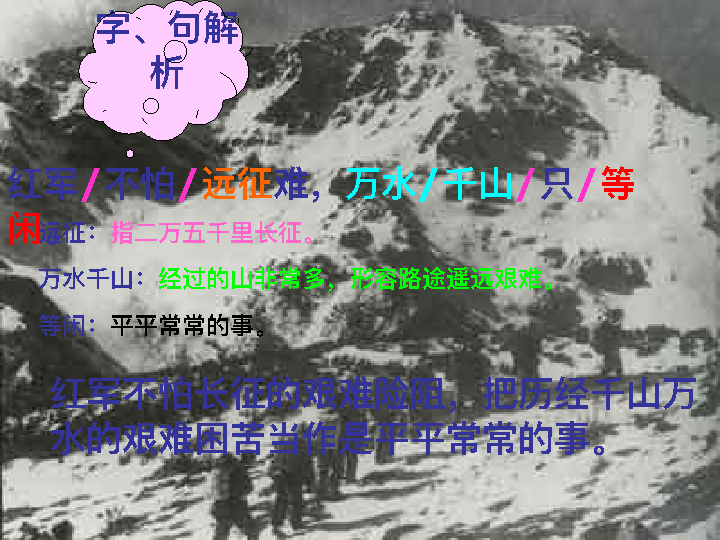 字、句解
析
红军/不怕/远征难，万水/千山/只/等
闲
远征：指二万五千里长征。
万水千山：经过的山非常多，形容路途遥远艰难。
等闲：平平常常的事。
红军不怕长征的艰难险阻，把历经千山万
水的艰难困苦当作是平平常常的事。